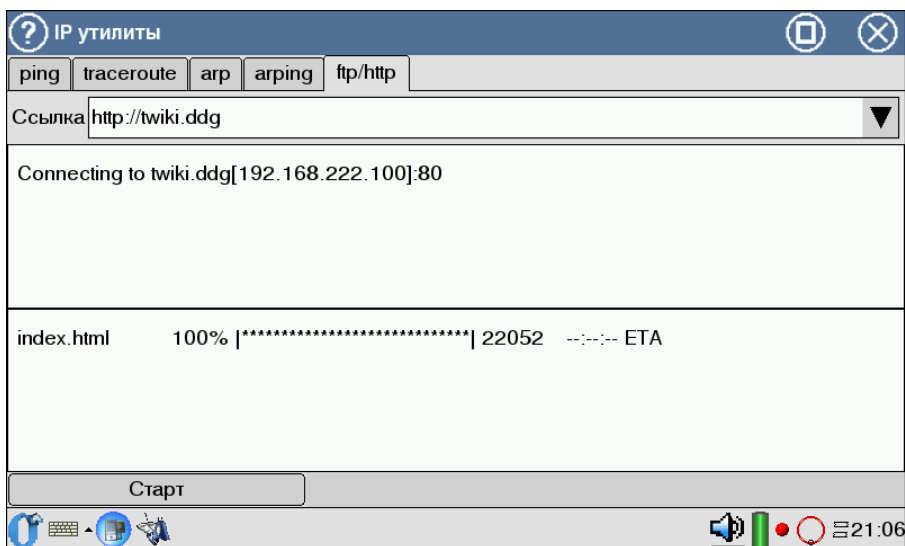 IP утилиты
ping traceroute arp arping ftp/http
Ссылка http://twiki.ddg
Connecting to twiki.ddg[192.168.222.100]:80
index.html 100% |*****************************| 22052 --:--:-- ETA
Старт
21:06